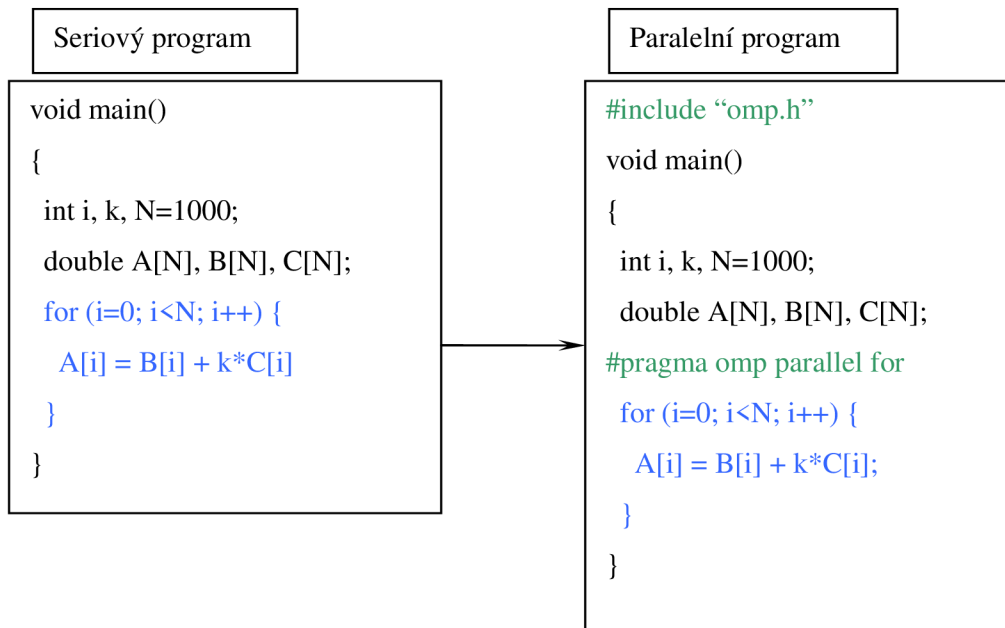 Seriový program
void main()
{
int i, k, N=1000;
double A[N], B[N], C[N];
for (i=0; i<N; i++) {
A[i] = B[i] + k*C[i]
}
}
Paralelní program
#include “omp.h”
void main()
{
int i, k, N=1000;
double A[N], B[N], C[N];
#pragma omp parallel for
for (i=0; i<N; i++) {
A[i] = B[i] + k*C[i];
}
}